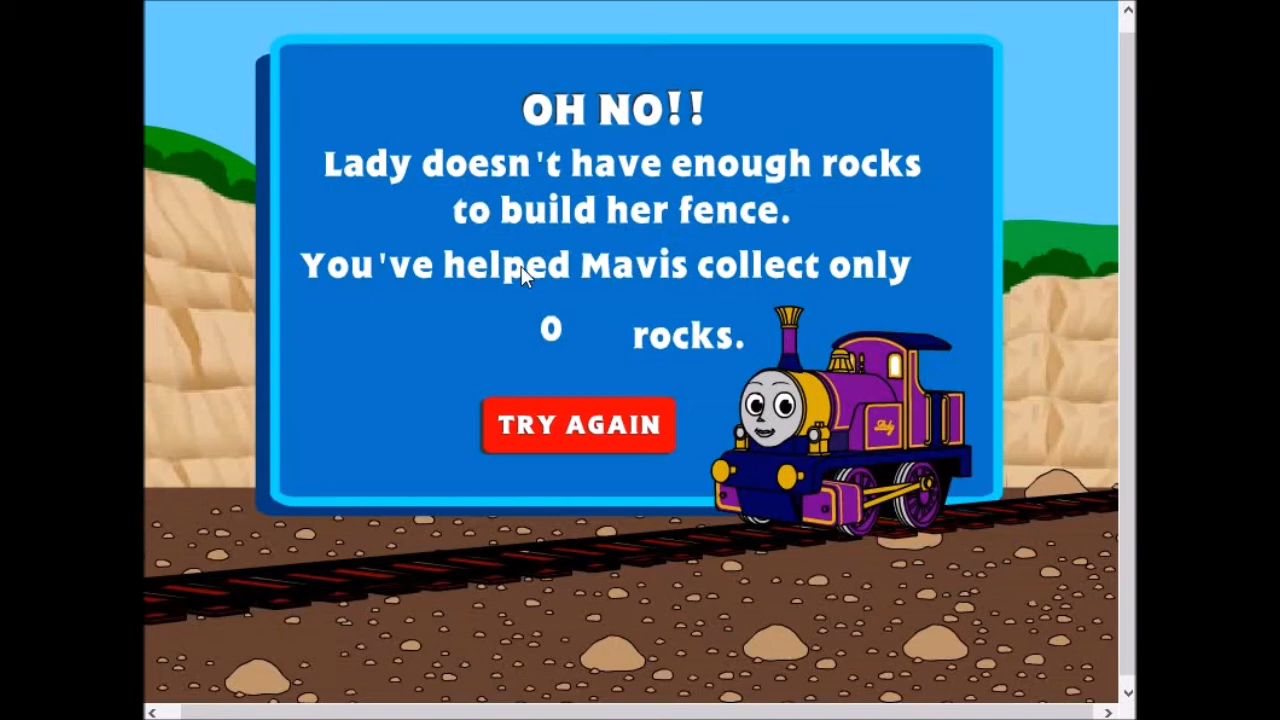 OH NO!!
Lady doesn't have enough rocks
to build her fence.
You've helped Mavis collect only
0 rocks.
TRY AGAIN
Lady